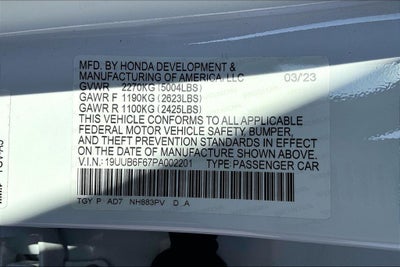 MFD. BY HONDA DEVELOPMENT &
MANUFACTURING OF AMERICA, LLC 03/23
GVWR 2270KG (5004LBS)
GAWR F 1190KG (2623LBS)
GAWR R 1100KG (2425LBS)
THIS VEHICLE CONFORMS TO ALL APPLICABLE
FEDERAL MOTOR VEHICLE SAFETY, BUMPER,
AND THEFT PREVENTION STANDARDS IN EFFECT
ON THE DATE OF MANUFACTURE SHOWN ABOVE.
V.I.N.: 19UUB6F67PA002201 TYPE PASSENGER CAR
TGY P AD7 NH883PV D .A